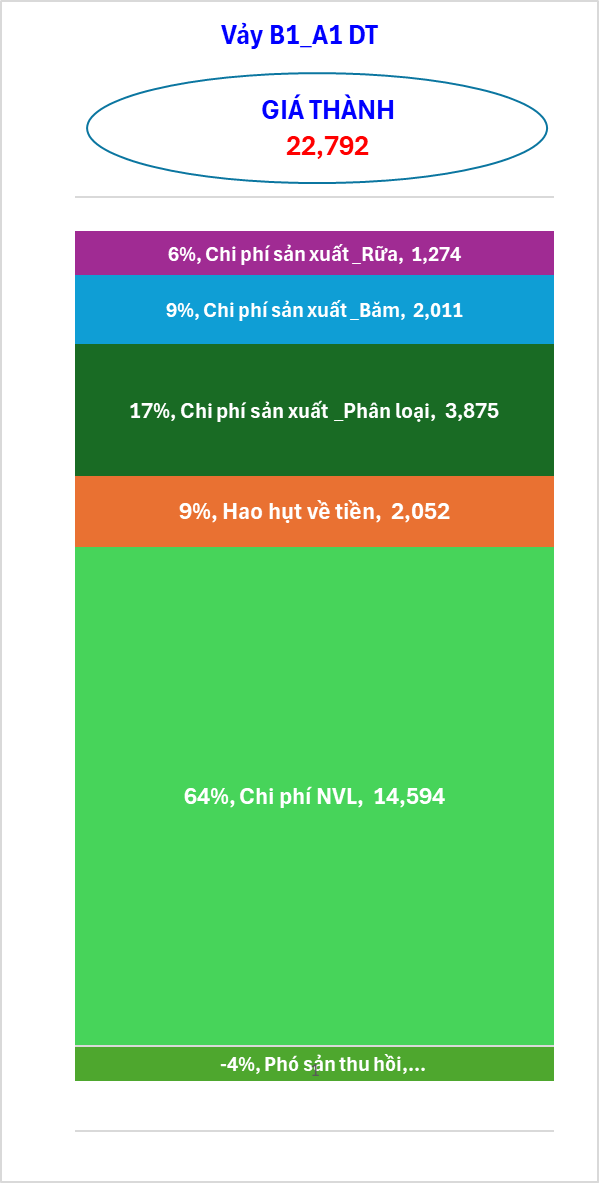 Vảy B1_A1 DT
GIÁ THÀNH
22,792
6%, Chi phí sản xuất _Rữa, 1,274
9%, Chi phí sản xuất _Băm, 2,011
17%, Chi phí sản xuất _Phân loại, 3,875
9%, Hao hụt về tiền, 2,052
64%, Chi phí NVL, 14,594
-4%, Phó sản thu hồi,...
1